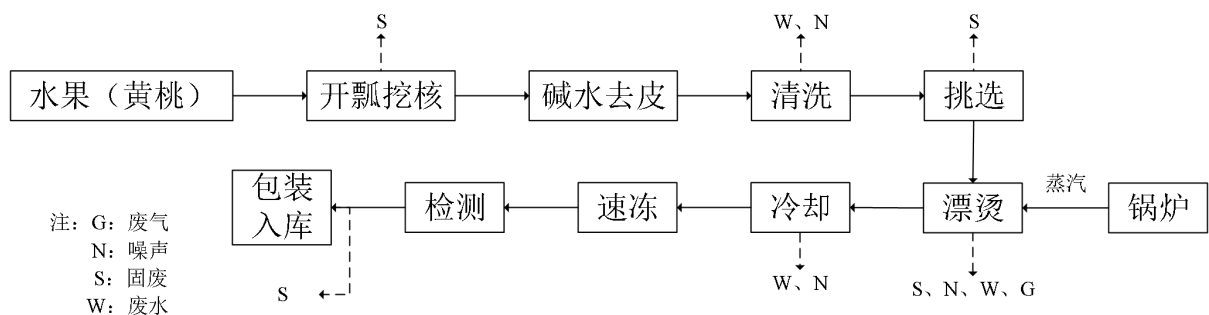 S
W、N
S
水果（黄桃）
开瓢挖核
碱水去皮
清洗
挑选
包装
入库
检测
速冻
冷却
漂烫
蒸汽
锅炉
注：G：废气
N：噪声
S：固废
W：废水
S
W、N
S、N、W、G